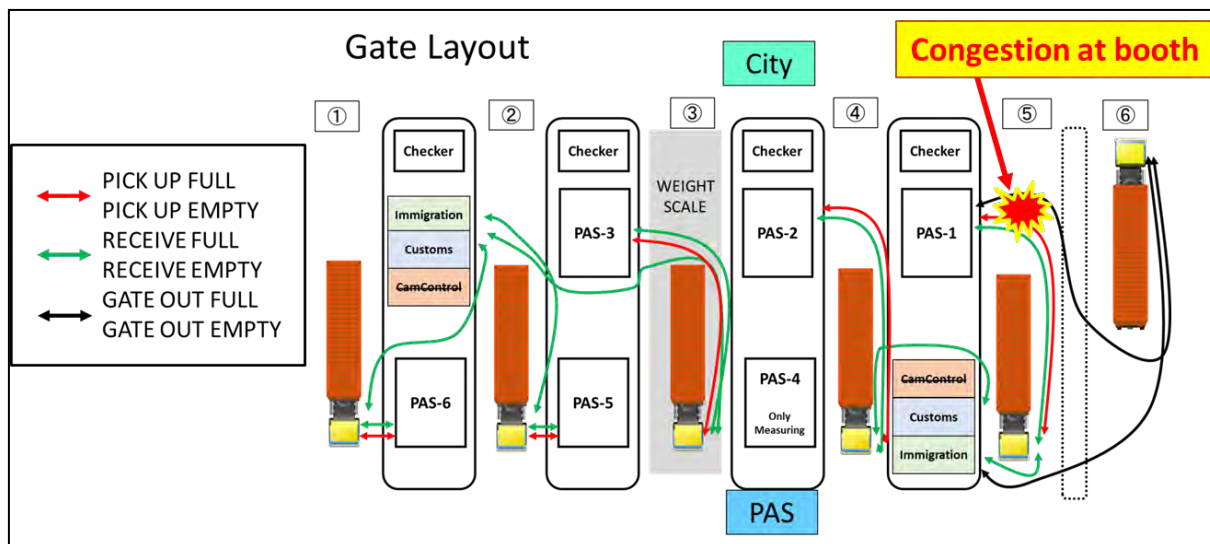 Gate Layout
City
Congestion at booth
①
②
③
④
⑤
⑥
PICK UP FULL
PICK UP EMPTY
RECEIVE FULL
RECEIVE EMPTY
GATE OUT FULL
GATE OUT EMPTY
Checker
Immigration
Customs
CamControl
PAS-6
Checker
PAS-3
PAS-5
WEIGHT
SCALE
Checker
PAS-2
PAS-4
Only
Measuring
Checker
PAS-1
CamControl
Customs
Immigration
PAS